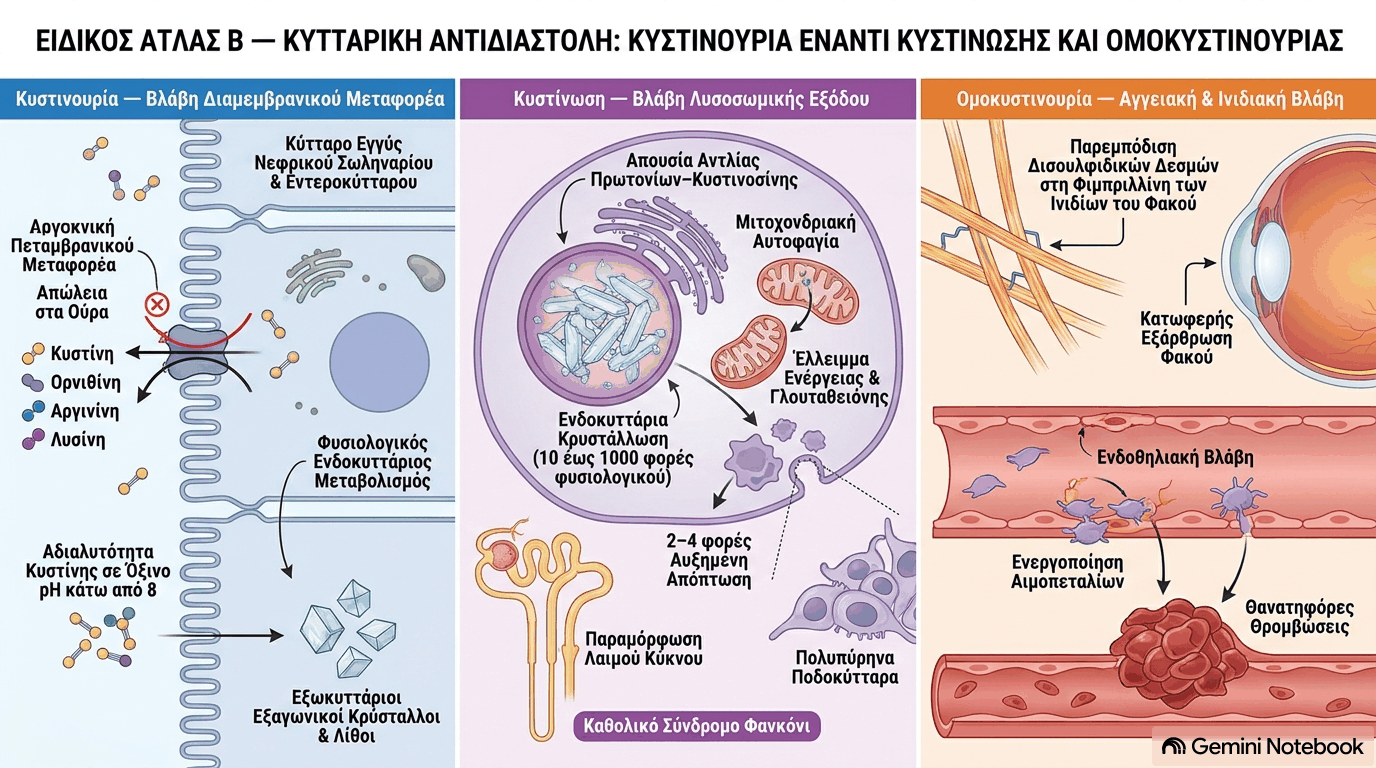 ΕΙΔΙΚΟΣ ΑΤΛΑΣ Β — ΚΥΤΤΑΡΙΚΗ ΑΝΤΙΔΙΑΣΤΟΛΗ: ΚΥΣΤΙΝΟΥΡΙΑ ΕΝΑΝΤΙ ΚΥΣΤΙΝΩΣΗΣ ΚΑΙ ΟΜΟΚΥΣΤΙΝΟΥΡΙΑΣ
Κυστινουρία — Βλάβη Διαμεμβρανικού Μεταφορέα
Κύτταρο Εγγύς
Νεφρικού Σωληναρίου
& Εντεροκύτταρου
Αργοκνική
Πεταμβρανικού
Μεταφορέα
Απώλεια
στα Ούρα
Κυστίνη
Ορνιθίνη
Αργινίνη
Λυσίνη
Φυσιολογικός
Ενδοκυττάριος
Μεταβολισμός
Αδιαλυτότητα
Κυστίνης σε Όξινο
pH κάτω από 8
Εξωκυττάριοι
Εξαγωνικοί Κρύσταλλοι
& Λίθοι
Κυστίνωση — Βλάβη Λυσοσωμικής Εξόδου
Απουσία Αντλίας
Πρωτονίων–Κυστινοσίνης
Μιτοχονδριακή
Αυτοφαγία
Έλλειμμα
Ενέργειας &
Γλουταθειόνης
Ενδοκυττάρια
Κρυστάλλωση
(10 έως 1000 φορές
φυσιολογικού)
2–4 φορές
Αυξημένη
Απόπτωση
Παραμόρφωση
Λαιμού Κύκνου
Πολυπύρηνα
Ποδοκύτταρα
Καθολικό Σύνδρομο Φανκόνι
Ομοκυστινουρία — Αγγειακή & Ινιδιακή Βλάβη
Παρεμπόδιση
Δισουλφιδικών Δεσμών
στη Φιμπριλλίνη των
Ινιδίων του Φακού
Κατωφερής
Εξάρθρωση
Φακού
Ενδοθηλιακή Βλάβη
Ενεργοποίηση
Αιμοπεταλίων
Θανατηφόρες
Θρομβώσεις
Gemini Notebook